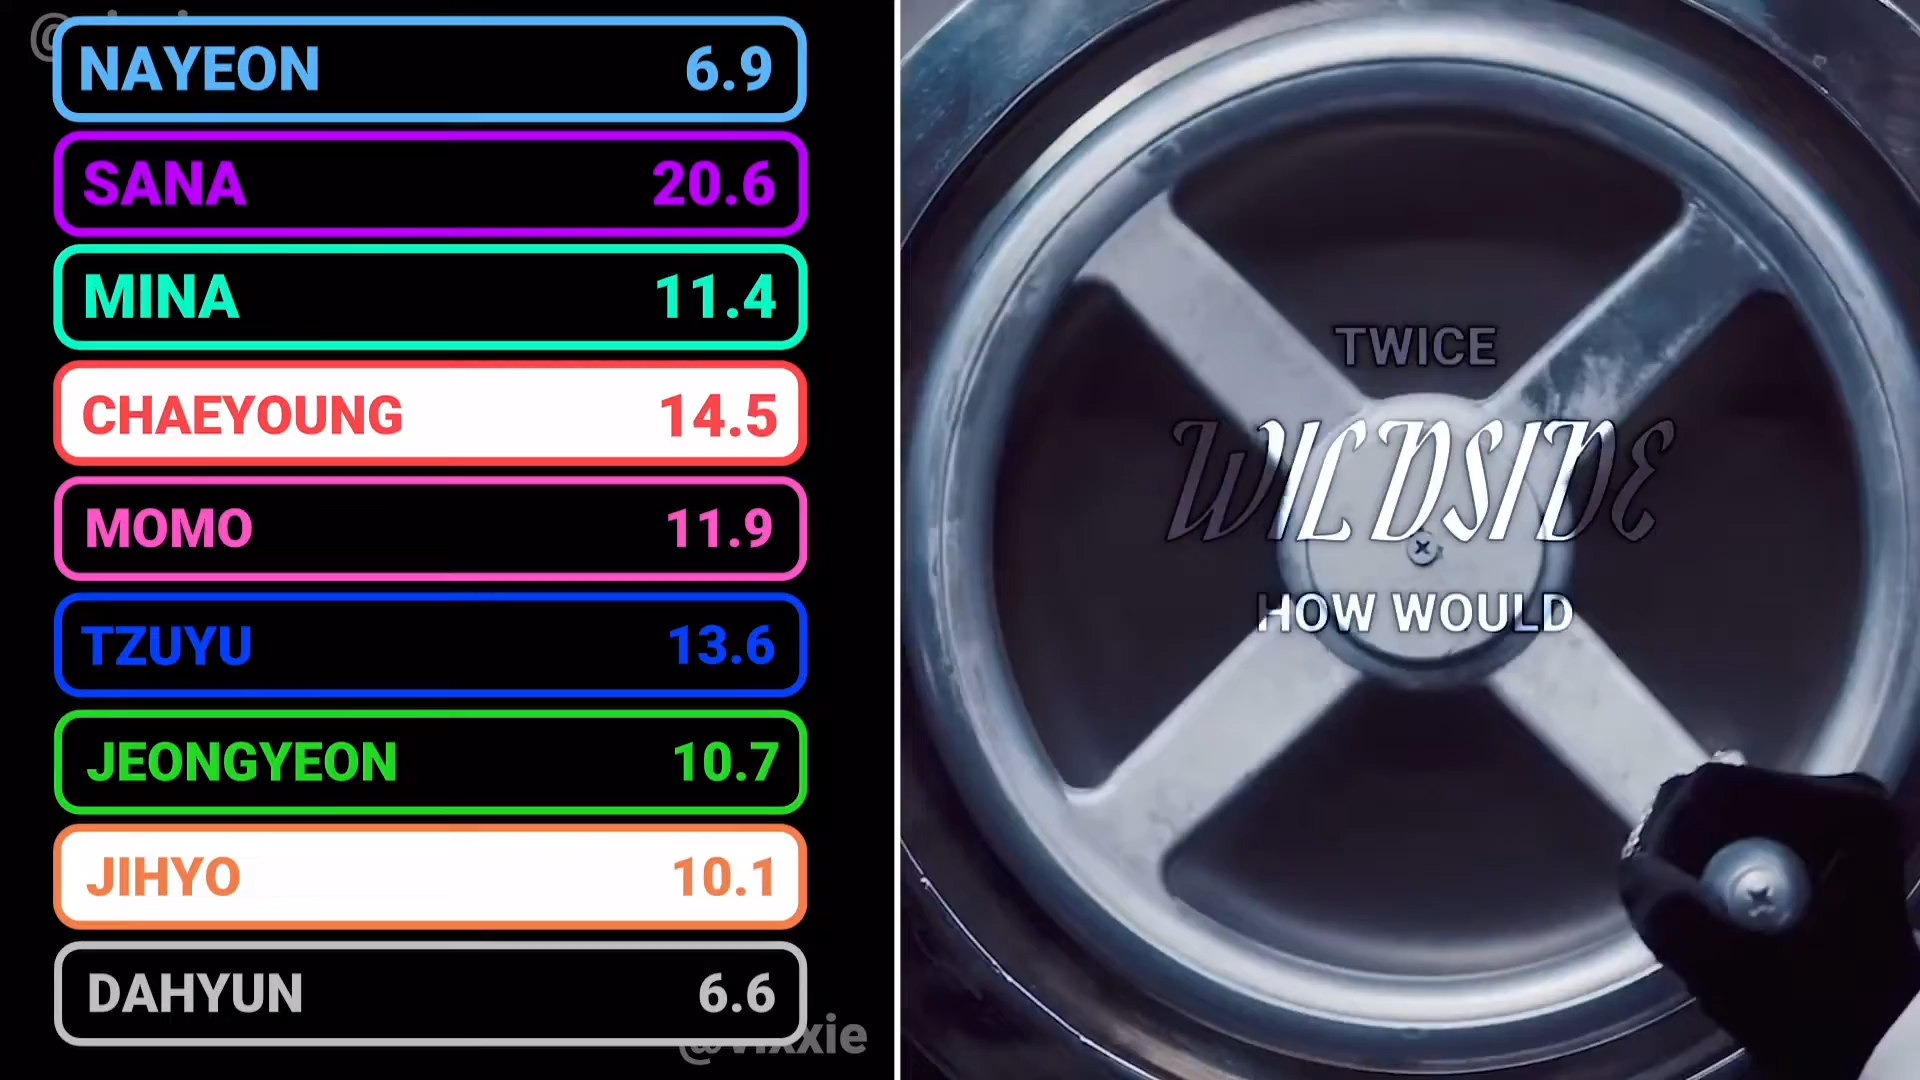 NAYEON 6.9
SANA 20.6
MINA 11.4
CHAEYOUNG 14.5
MOMO 11.9
TZUYU 13.6
JEONGYEON 10.7
JIHYO 10.1
DAHYUN 6.6
@vixxie
TWICE
WILDSIDE
HOW WOULD